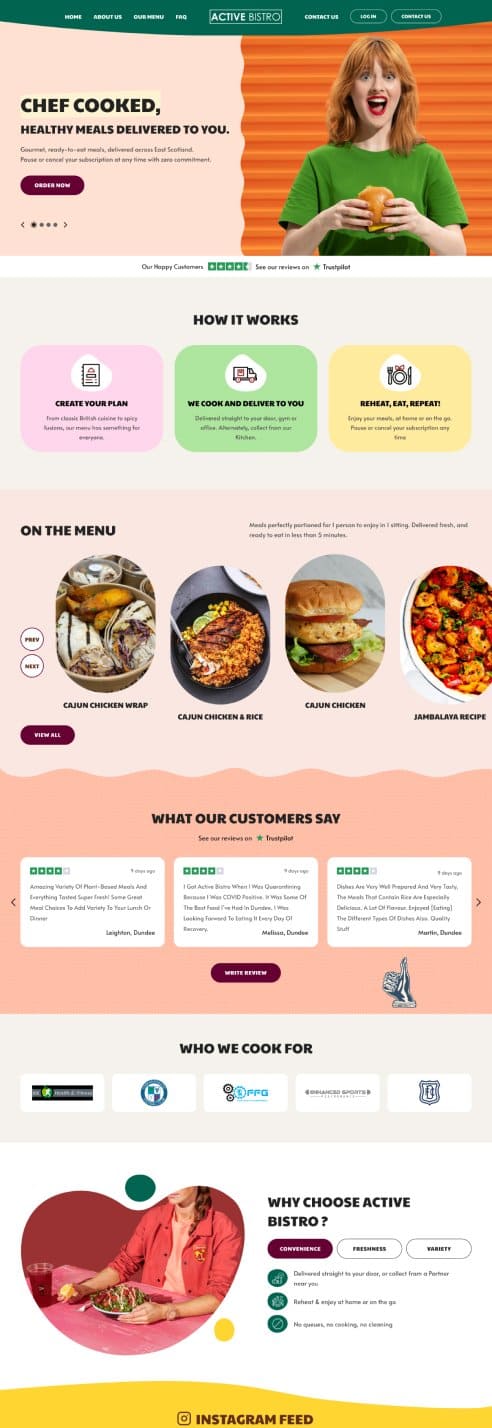 HOME ABOUT US OUR MENU FAQ ACTIVE BISTRO CONTACT US LOG IN CONTACT US
CHEF COOKED,
HEALTHY MEALS DELIVERED TO YOU.
Gourmet, ready-to-eat meals, delivered across East Scotland.
Pause or cancel your subscription at any time with zero commitment.
ORDER NOW
Our Happy Customers See our reviews on Trustpilot
HOW IT WORKS
CREATE YOUR PLAN
From classic British cuisine to spicy
fusions, our menu has something for
everyone.
WE COOK AND DELIVER TO YOU
Delivered straight to your door, gym or
office. Alternately, collect from our
Kitchen.
REHEAT, EAT, REPEAT!
Enjoy your meals, at home or on the go.
Pause or cancel your subscription any
time
ON THE MENU
Meals perfectly portioned for 1 person to enjoy in 1 sitting. Delivered fresh, and
ready to eat in less than 5 minutes.
PREV
NEXT
CAJUN CHICKEN WRAP
CAJUN CHICKEN & RICE
CAJUN CHICKEN
JAMBALAYA RECIPE
VIEW ALL
WHAT OUR CUSTOMERS SAY
See our reviews on Trustpilot
9 days ago
Amazing Variety Of Plant-Based Meals And
Everything Tasted Super Fresh! Some Great
Meal Choices To Add Variety To Your Lunch Or
Dinner
Leighton, Dundee
9 days ago
I Got Active Bistro When I Was Quarantining
Because I Was COVID Positive. It Was Some Of
The Best Food I've Had In Dundee. I Was
Looking Forward To Eating It Every Day Of
Recovery.
Melissa, Dundee
9 days ago
Dishes Are Very Well Prepared And Very Tasty,
The Meals That Contain Rice Are Especially
Delicious. A Lot Of Flavour. Enjoyed [Eating]
The Different Types Of Dishes Also. Quality
Stuff
Martin, Dundee
WRITE REVIEW
WHO WE COOK FOR
Health & Fitness
FFG
ENHANCED SPORTS
PERFORMANCE
WHY CHOOSE ACTIVE
BISTRO ?
CONVENIENCE FRESHNESS VARIETY
Delivered straight to your door, or collect from a Partner
near you
Reheat & enjoy at home or on the go
No queues, no cooking, no cleaning
INSTAGRAM FEED